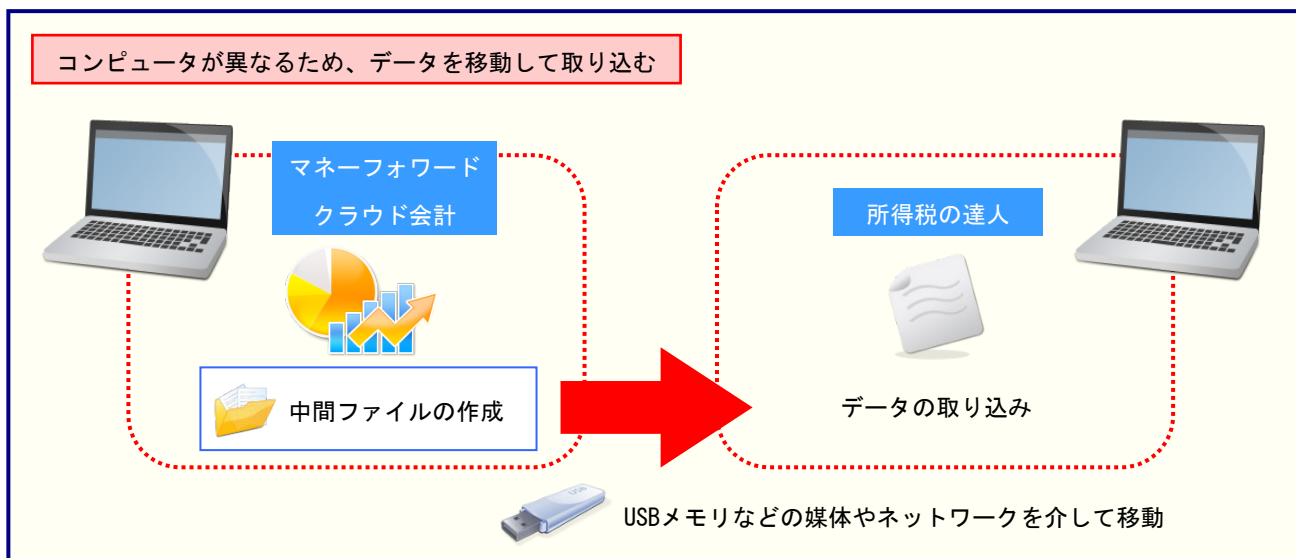 コンピュータが異なるため、データを移動して取り込む
マネーフォワード
クラウド会計
所得税の達人
中間ファイルの作成
データの取り込み
USB
USBメモリなどの媒体やネットワークを介して移動